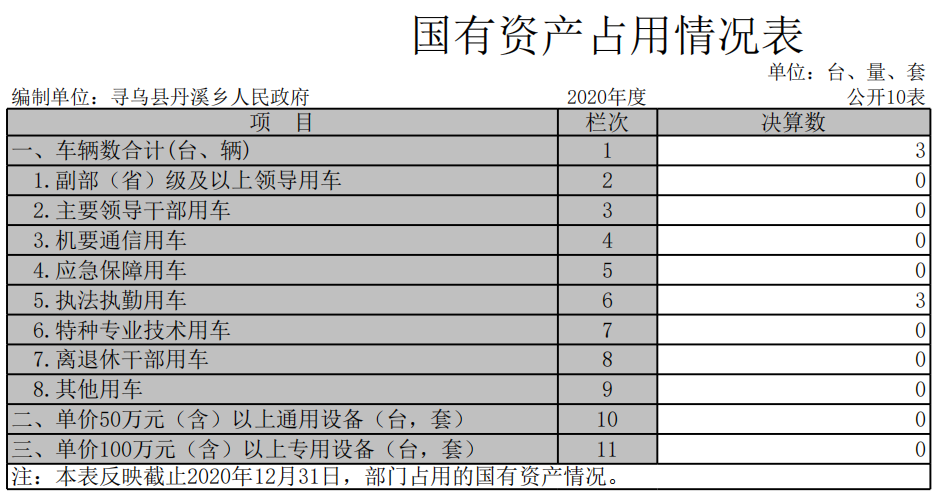 国有资产占用情况表
单位：台、量、套
编制单位：寻乌县丹溪乡人民政府 2020年度 公开10表
项 目 栏次 决算数
一、车辆数合计(台、辆) 1 3
1.副部（省）级及以上领导用车 2 0
2.主要领导干部用车 3 0
3.机要通信用车 4 0
4.应急保障用车 5 0
5.执法执勤用车 6 3
6.特种专业技术用车 7 0
7.离退休干部用车 8 0
8.其他用车 9 0
二、单价50万元（含）以上通用设备（台，套） 10 0
三、单价100万元（含）以上专用设备（台，套） 11 0
注：本表反映截止2020年12月31日，部门占用的国有资产情况。